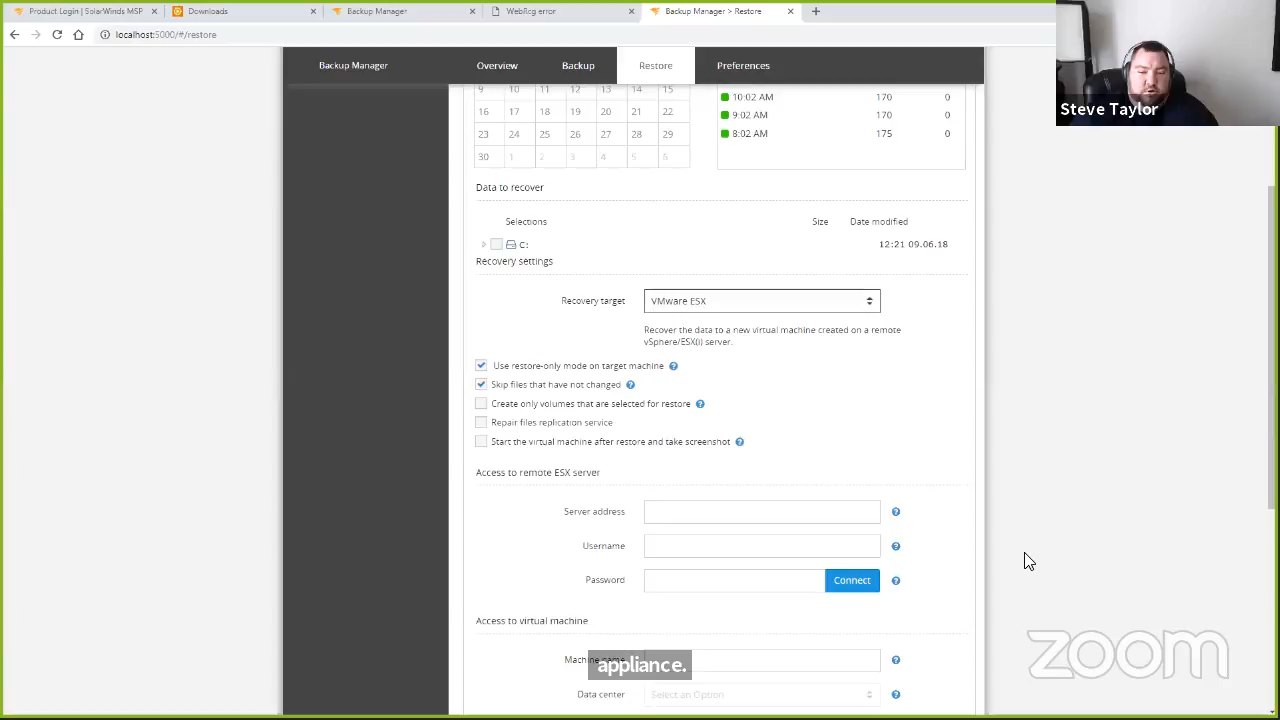 Product Login | SolarWinds MSP
Downloads
Backup Manager
WebRcg error
Backup Manager > Restore
localhost:5000/#/restore
Steve Taylor
Backup Manager
Overview
Backup
Restore
Preferences
9 10 11 12 13 14 15
16 17 18 19 20 21 22
23 24 25 26 27 28 29
30 1 2 3 4 5 6
10:02 AM 170 0
9:02 AM 170 0
8:02 AM 175 0
Data to recover
Selections Size Date modified
C: 12:21 09.06.18
Recovery settings
Recovery target VMware ESX
Recover the data to a new virtual machine created on a remote
vSphere/ESX(i) server.
Use restore-only mode on target machine
Skip files that have not changed
Create only volumes that are selected for restore
Repair files replication service
Start the virtual machine after restore and take screenshot
Access to remote ESX server
Server address
Username
Password Connect
Access to virtual machine
appliance.
Data center Select an Option
zoom